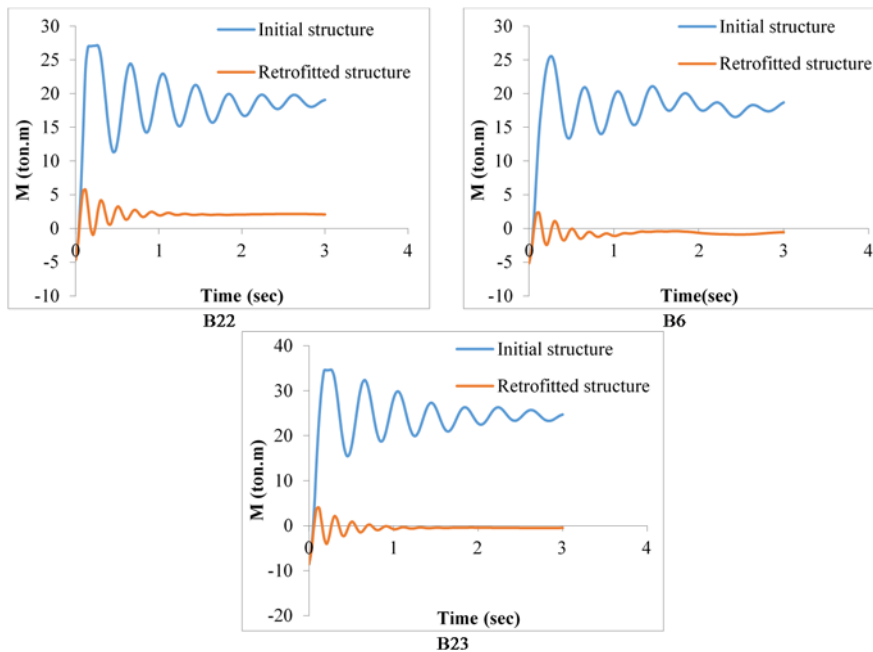 30
25
20
15
10
5
0
-5
-10
M (ton.m)
0 1 2 3 4
Initial structure
Retrofitted structure
Time (sec)
B22
30
25
20
15
10
5
0
-5
-10
M (ton.m)
0 1 2 3 4
Initial structure
Retrofitted structure
Time(sec)
B6
40
30
20
10
0
-10
-20
M (ton.m)
0 1 2 3 4
Initial structure
Retrofitted structure
Time (sec)
B23